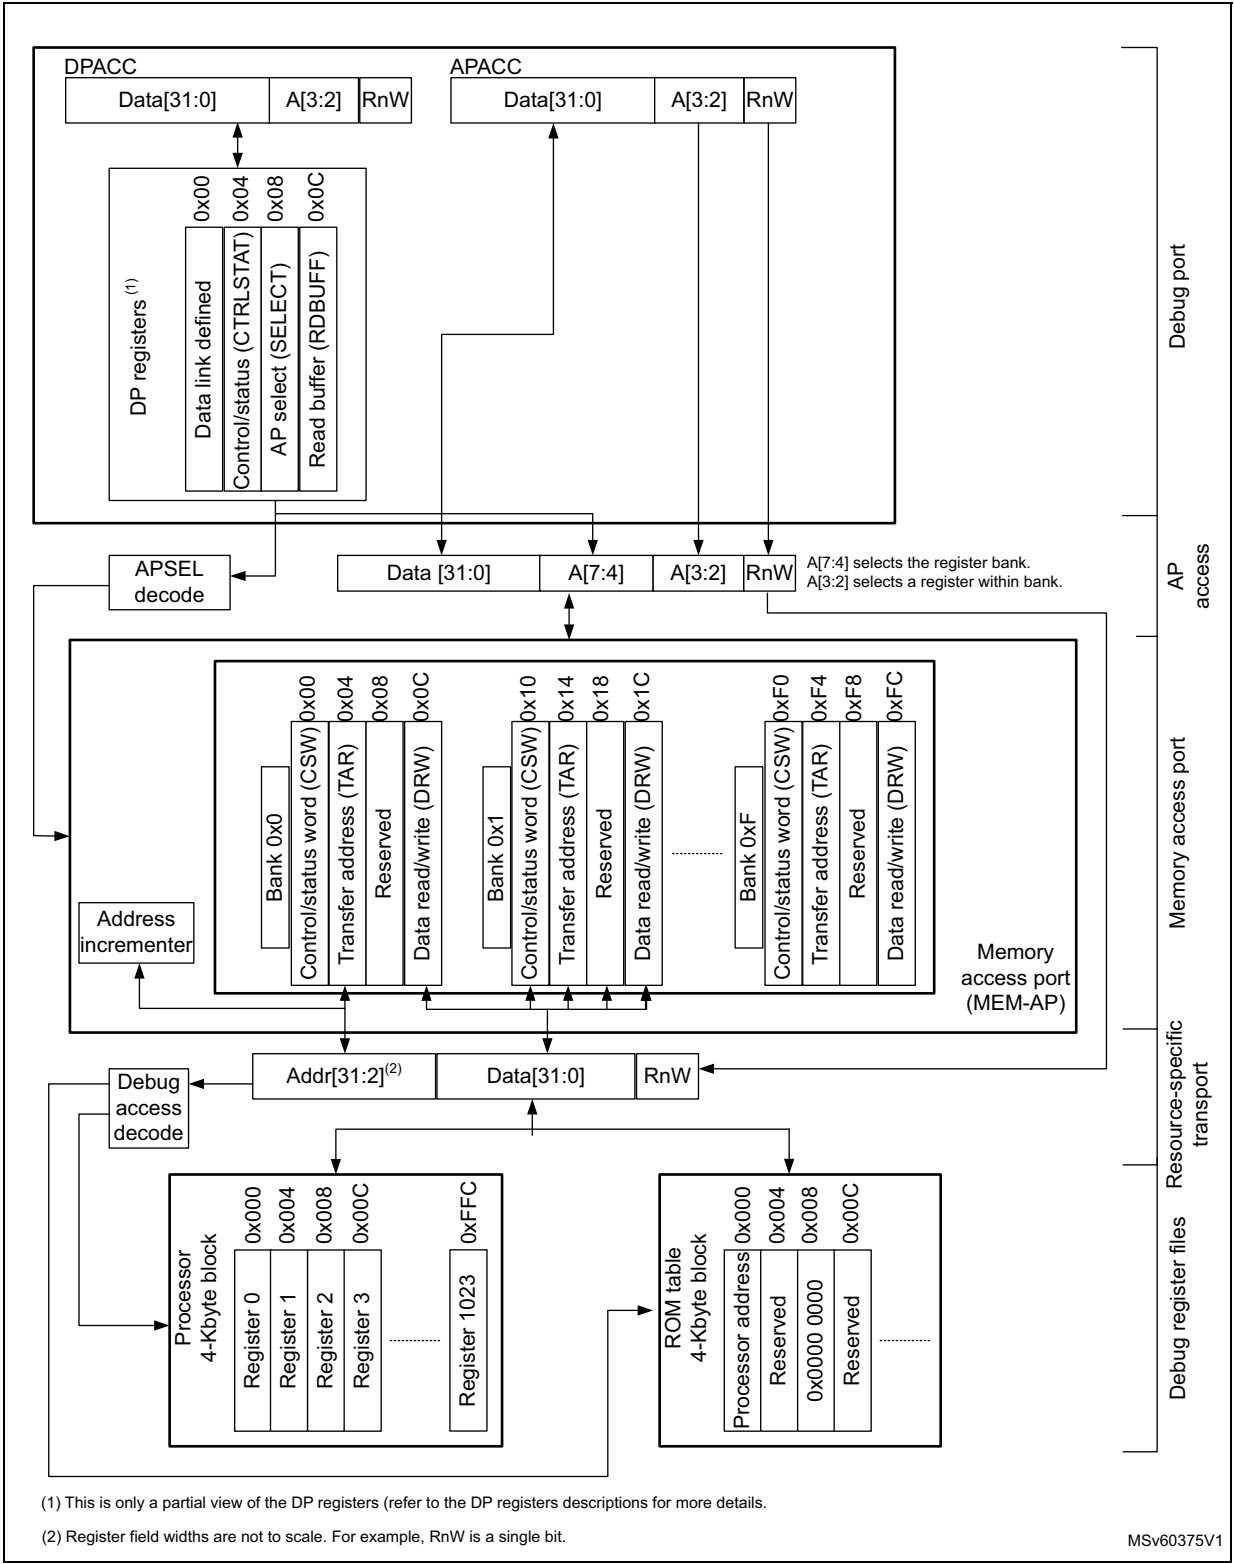 DPACC
Data[31:0] A[3:2] RnW
APACC
Data[31:0] A[3:2] RnW
DP registers (1)
0x00
0x04
0x08
0x0C
Data link defined
Control/status (CTRLSTAT)
AP select (SELECT)
Read buffer (RDBUFF)
Debug port
APSEL
decode
Data [31:0] A[7:4] A[3:2] RnW
A[7:4] selects the register bank.
A[3:2] selects a register within bank.
AP
access
Bank 0x0
Control/status word (CSW) 0x00
Transfer address (TAR) 0x04
Reserved 0x08
Data read/write (DRW) 0x0C
Bank 0x1
Control/status word (CSW) 0x10
Transfer address (TAR) 0x14
Reserved 0x18
Data read/write (DRW) 0x1C
Bank 0xF
Control/status word (CSW) 0xF0
Transfer address (TAR) 0xF4
Reserved 0xF8
Data read/write (DRW) 0xFC
Address
incrementer
Memory
access port
(MEM-AP)
Memory access port
Debug
access
decode
Addr[31:2](2) Data[31:0] RnW
Resource-specific
transport
Processor
4-Kbyte block
Register 0 0x000
Register 1 0x004
Register 2 0x008
Register 3 0x00C
Register 1023 0xFFC
ROM table
4-Kbyte block
Processor address 0x000
Reserved 0x004
0x0000 0000 0x008
Reserved 0x00C
Debug register files
(1) This is only a partial view of the DP registers (refer to the DP registers descriptions for more details.
(2) Register field widths are not to scale. For example, RnW is a single bit.
MSv60375V1